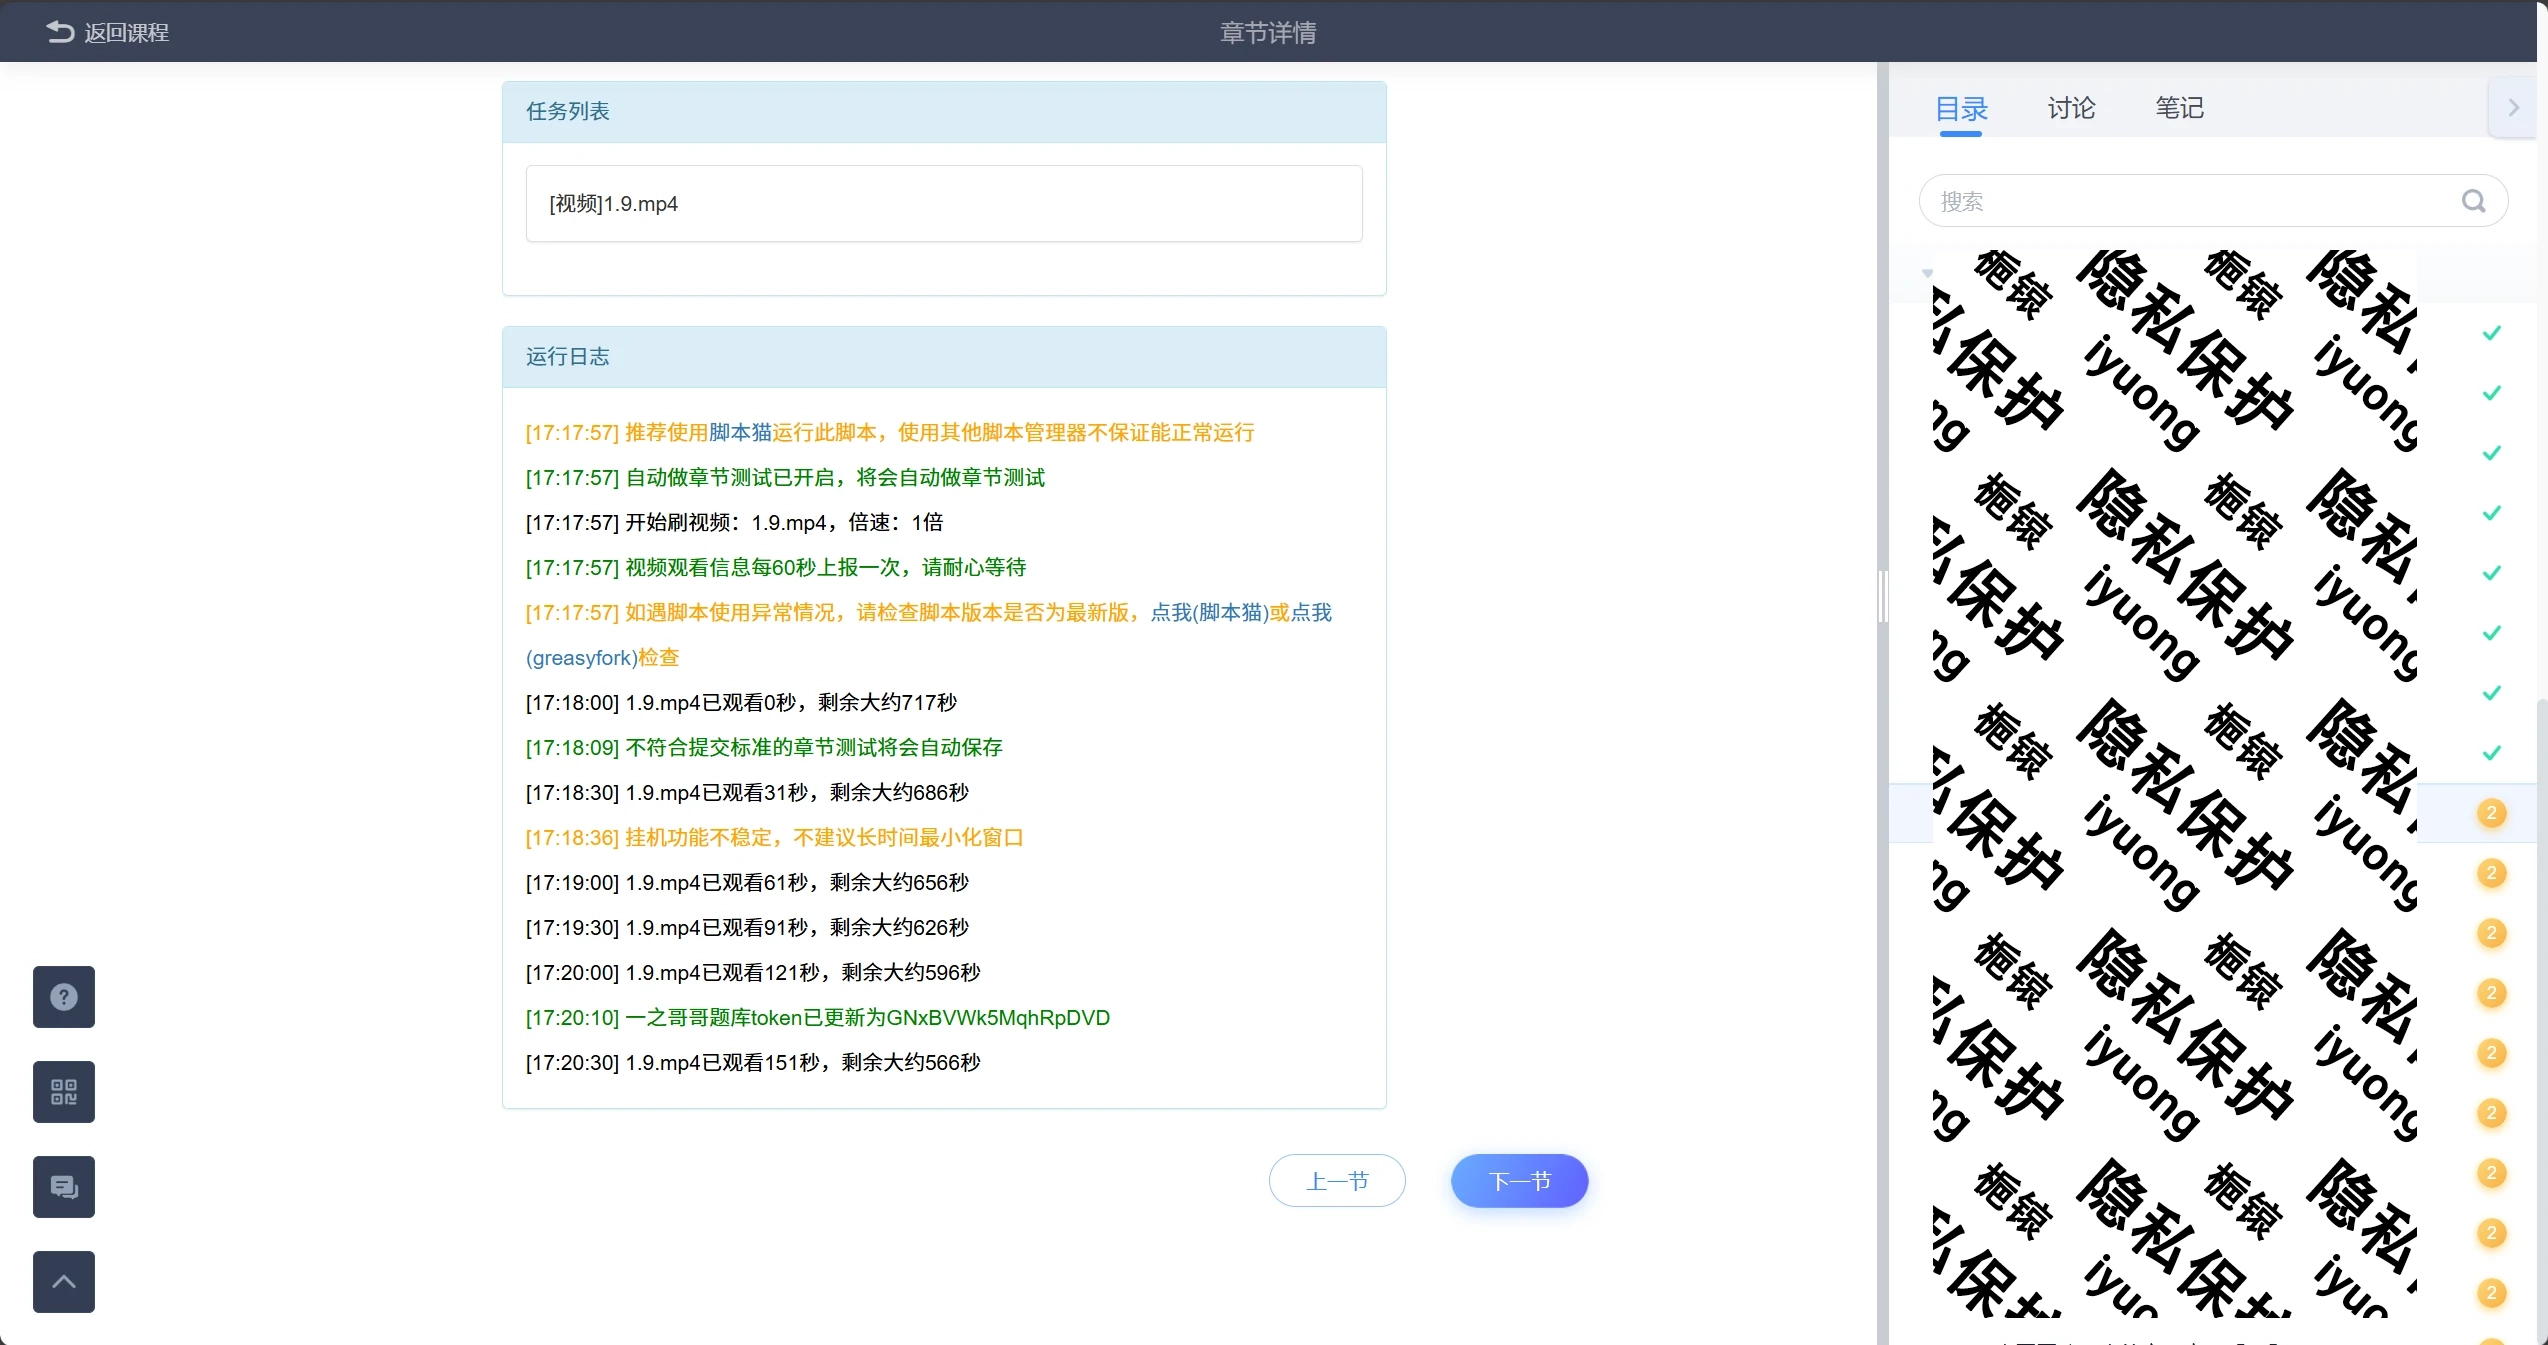 返回课程
章节详情
任务列表
[视频]1.9.mp4
运行日志
[17:17:57] 推荐使用脚本猫运行此脚本，使用其他脚本管理器不保证能正常运行
[17:17:57] 自动做章节测试已开启，将会自动做章节测试
[17:17:57] 开始刷视频：1.9.mp4，倍速：1倍
[17:17:57] 视频观看信息每60秒上报一次，请耐心等待
[17:17:57] 如遇脚本使用异常情况，请检查脚本版本是否为最新版，点我(脚本猫)或点我
(greasyfork)检查
[17:18:00] 1.9.mp4已观看0秒，剩余大约717秒
[17:18:09] 不符合提交标准的章节测试将会自动保存
[17:18:30] 1.9.mp4已观看31秒，剩余大约686秒
[17:18:36] 挂机功能不稳定，不建议长时间最小化窗口
[17:19:00] 1.9.mp4已观看61秒，剩余大约656秒
[17:19:30] 1.9.mp4已观看91秒，剩余大约626秒
[17:20:00] 1.9.mp4已观看121秒，剩余大约596秒
[17:20:10] 一之哥哥题库token已更新为GNxBVWk5MqhRpDVD
[17:20:30] 1.9.mp4已观看151秒，剩余大约566秒
上一节
下一节
目录
讨论
笔记
搜索
隐私保护
iyuong
隐私保护
iyuong
隐私保护
iyuong
隐私保护
iyuong
隐私保护
2
2
2
2
2
2
2
2
2